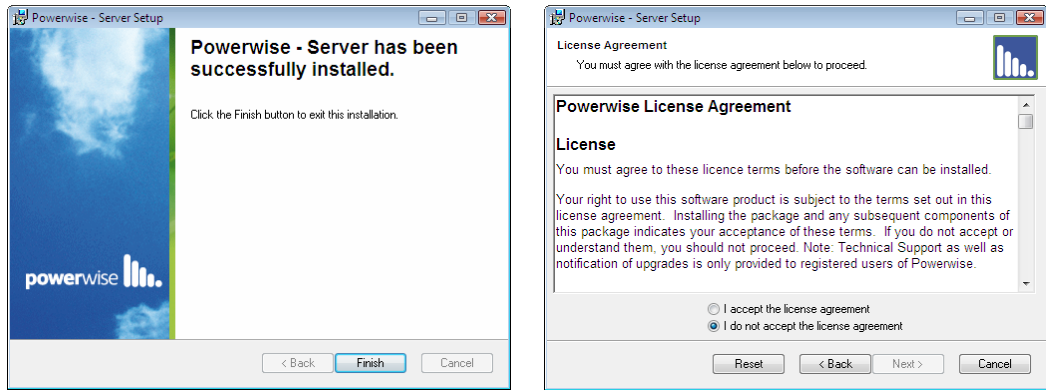 Powerwise - Server Setup
Powerwise - Server has been
successfully installed.
Click the Finish button to exit this installation.
powerwise
< Back
Finish
Cancel
Powerwise - Server Setup
License Agreement
You must agree with the license agreement below to proceed.
Powerwise License Agreement
License
You must agree to these licence terms before the software can be installed.
Your right to use this software product is subject to the terms set out in this
license agreement.  Installing the package and any subsequent components of
this package indicates your acceptance of these terms.  If you do not accept or
understand them, you should not proceed. Note: Technical Support as well as
notification of upgrades is only provided to registered users of Powerwise.
I accept the license agreement
I do not accept the license agreement
Reset
< Back
Next >
Cancel